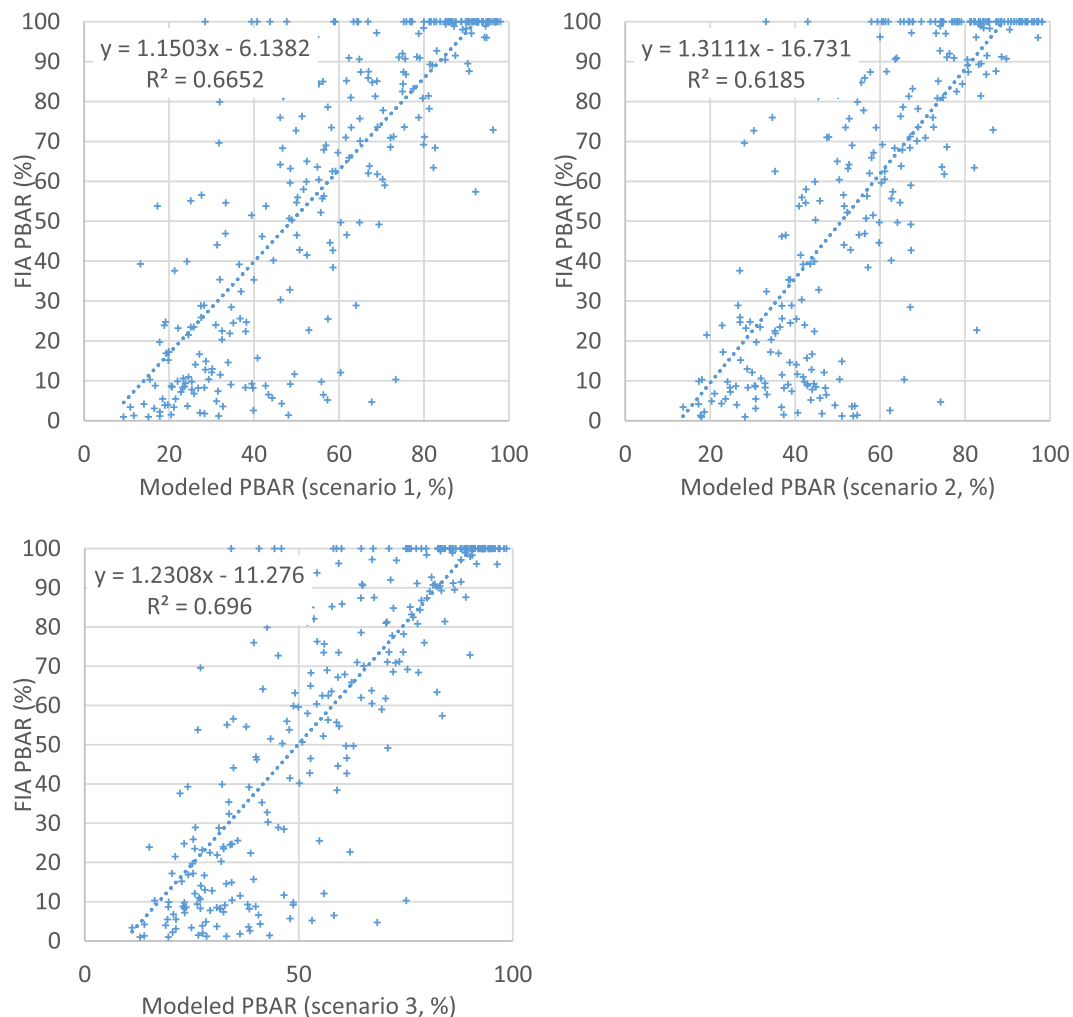 100
90
80
70
60
50
40
30
20
10
0
FIA PBAR (%)
y = 1.1503x - 6.1382
R² = 0.6652
0 20 40 60 80 100
Modeled PBAR (scenario 1, %)
100
90
80
70
60
50
40
30
20
10
0
FIA PBAR (%)
y = 1.3111x - 16.731
R² = 0.6185
0 20 40 60 80 100
Modeled PBAR (scenario 2, %)
100
90
80
70
60
50
40
30
20
10
0
FIA PBAR (%)
y = 1.2308x - 11.276
R² = 0.696
0 50 100
Modeled PBAR (scenario 3, %)